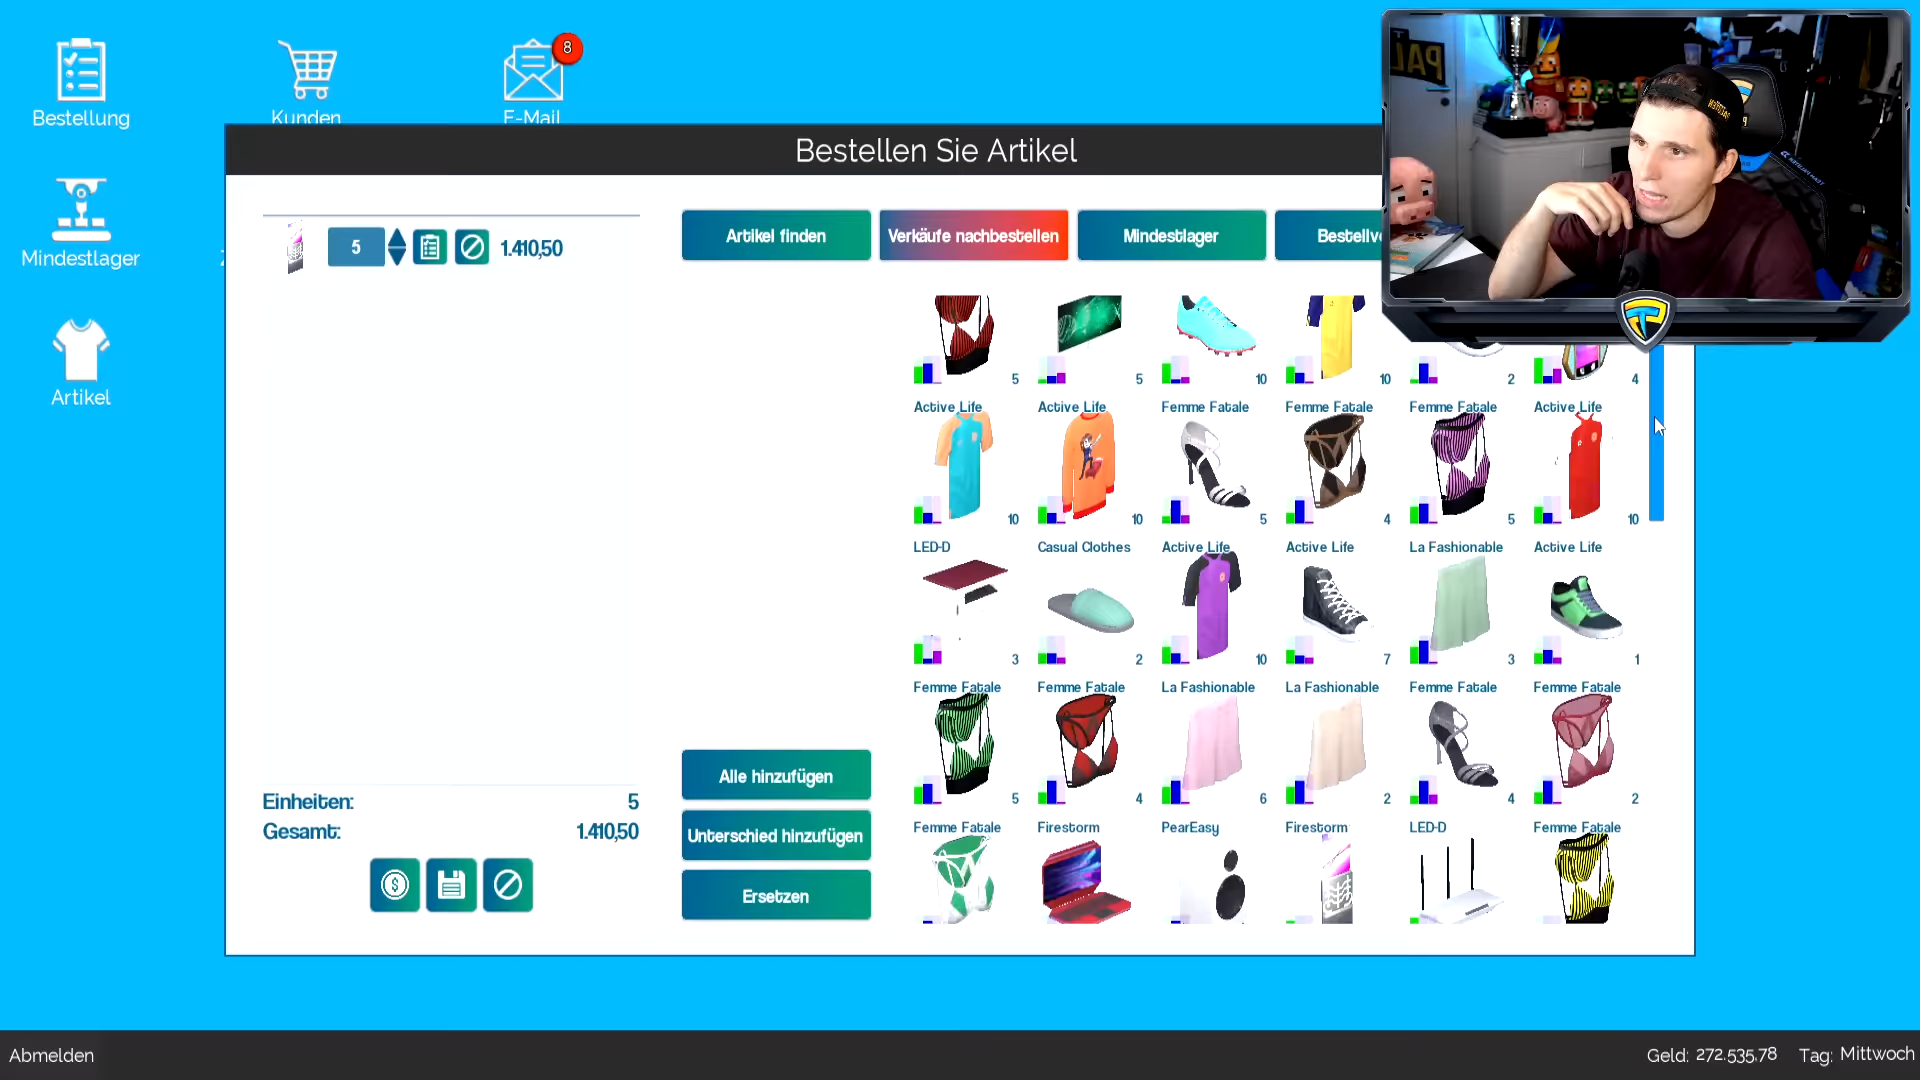 8
Bestellung
Kunden
E-Mail
Bestellen Sie Artikel
5
1.410,50
Artikel finden
Verkäufe nachbestellen
Mindestlager
Mindestlager
Artikel
5
5
10
10
2
4
Active Life
Active Life
Femme Fatale
Femme Fatale
Femme Fatale
Active Life
10
10
5
4
5
10
LED-D
Casual Clothes
Active Life
Active Life
La Fashionable
Active Life
3
2
10
7
3
1
Femme Fatale
Femme Fatale
La Fashionable
La Fashionable
Femme Fatale
Femme Fatale
5
4
6
2
4
2
Femme Fatale
Firestorm
PearEasy
Firestorm
LED-D
Femme Fatale
Alle hinzufügen
Unterschied hinzufügen
Ersetzen
Einheiten:
5
Gesamt:
1.410,50
Abmelden
Geld: 272.535,78
Tag: Mittwoch